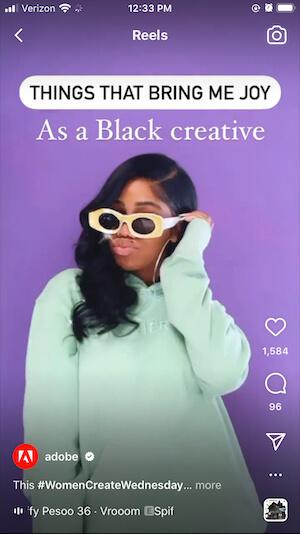 Verizon 12:33 PM
Reels
THINGS THAT BRING ME JOY
As a Black creative
1,584
96
adobe
This #WomenCreateWednesday... more
'fy Pesoo 36 · Vrooom E Spif